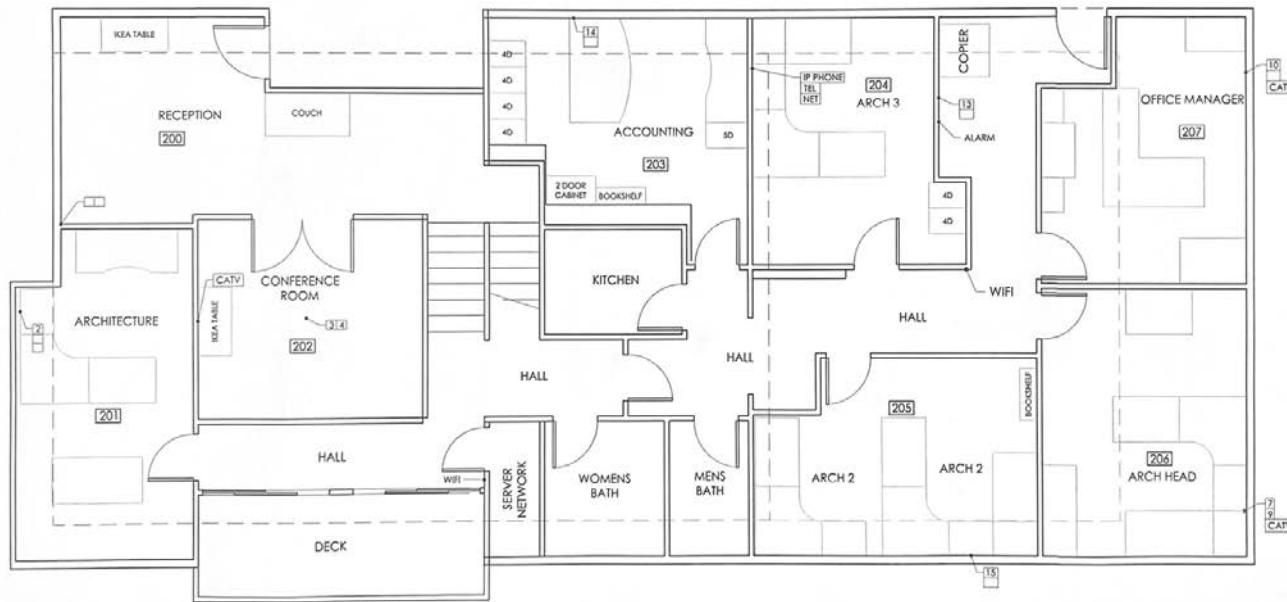 IKEA TABLE
RECEPTION
200
COUCH
14
4D
4D
4D
4D
ACCOUNTING
203
5D
2 DOOR
CABINET
BOOKSHELF
IP PHONE
TEL
NET
204
ARCH 3
4D
4D
COPIER
13
ALARM
OFFICE MANAGER
207
10
CATV
2
ARCHITECTURE
201
CATV
IKEA TABLE
CONFERENCE
ROOM
3 4
202
KITCHEN
HALL
HALL
HALL
WIFI
HALL
WIFI
DECK
SERVER
NETWORK
WOMENS
BATH
MENS
BATH
205
ARCH 2
ARCH 2
BOOKSHELF
15
206
ARCH HEAD
7
9
CATV